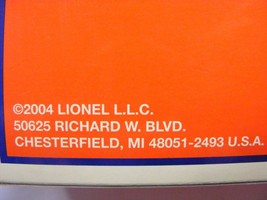 ©2004 LIONEL L.L.C.
50625 RICHARD W. BLVD.
CHESTERFIELD, MI 48051-2493 U.S.A.